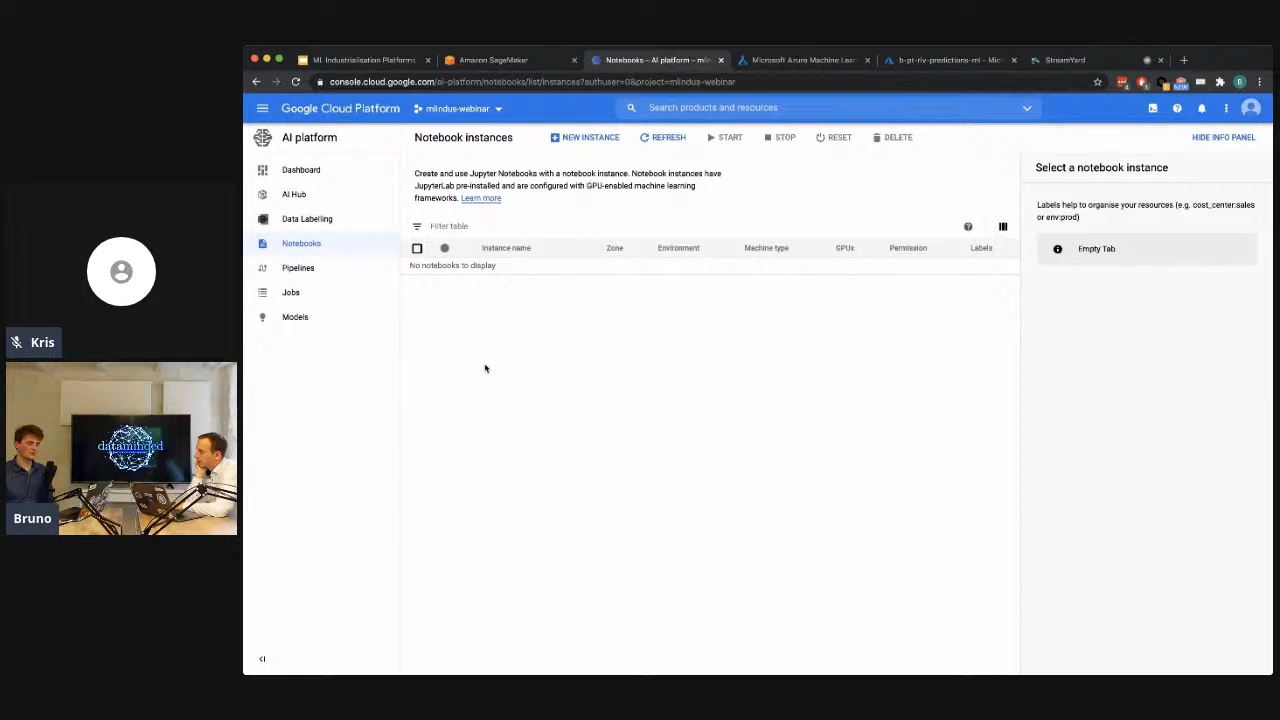 ML Industrialisation Platforms
Amazon SageMaker
Notebooks – AI platform – mlin
Microsoft Azure Machine Lear
b-pt-riv-predictions-ml - Micr
StreamYard
console.cloud.google.com/ai-platform/notebooks/list/instances?authuser=0&project=mlindus-webinar
NEW
Google Cloud Platform
mlindus-webinar
Search products and resources
AI platform
Notebook instances
NEW INSTANCE
REFRESH
START
STOP
RESET
DELETE
HIDE INFO PANEL
Dashboard
AI Hub
Data Labelling
Notebooks
Pipelines
Jobs
Models
Create and use Jupyter Notebooks with a notebook instance. Notebook instances have
JupyterLab pre-installed and are configured with GPU-enabled machine learning
frameworks. Learn more
Filter table
Instance name
Zone
Environment
Machine type
GPUs
Permission
Labels
No notebooks to display
Select a notebook instance
Labels help to organise your resources (e.g. cost_center:sales
or env:prod)
Empty Tab
Kris
dataminded
Bruno